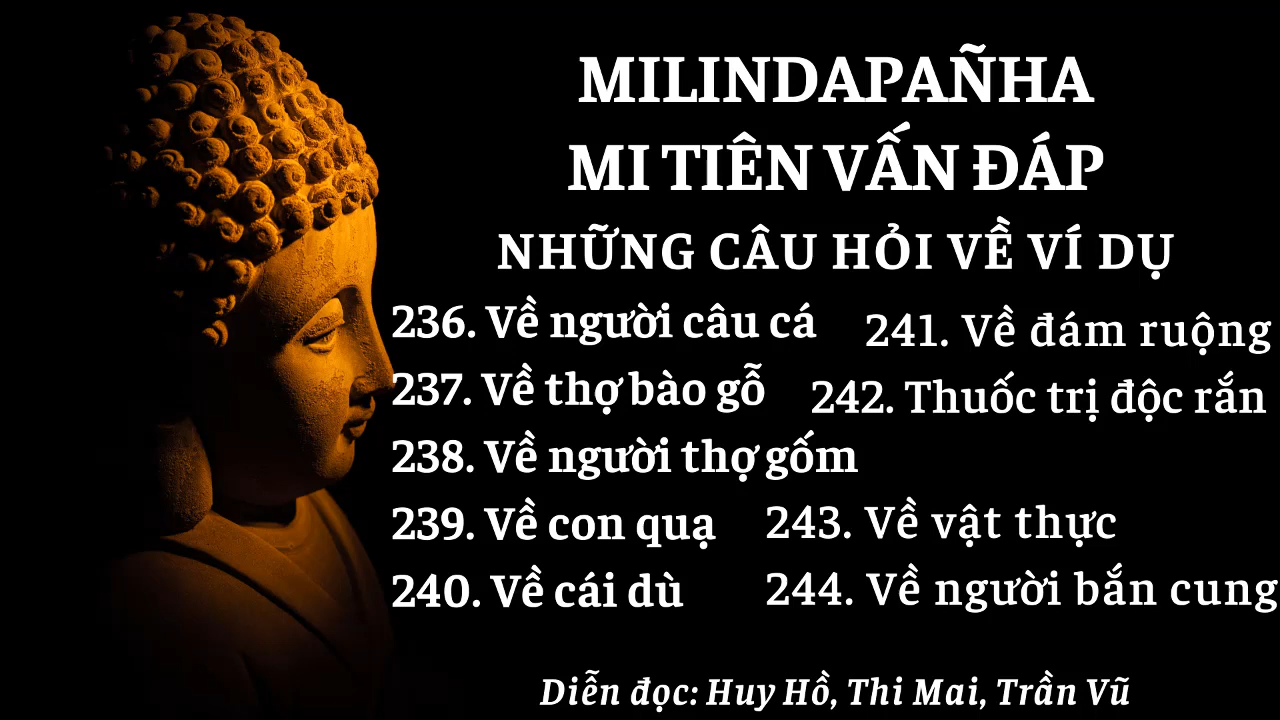 MILINDAPAÑHA
MI TIÊN VẤN ĐÁP
NHỮNG CÂU HỎI VỀ VÍ DỤ
236. Về người câu cá
237. Về thợ bào gỗ
238. Về người thợ gốm
239. Về con quạ
240. Về cái dù
241. Về đám ruộng
242. Thuốc trị độc rắn
243. Về vật thực
244. Về người bắn cung
Diễn đọc: Huy Hồ, Thi Mai, Trần Vũ